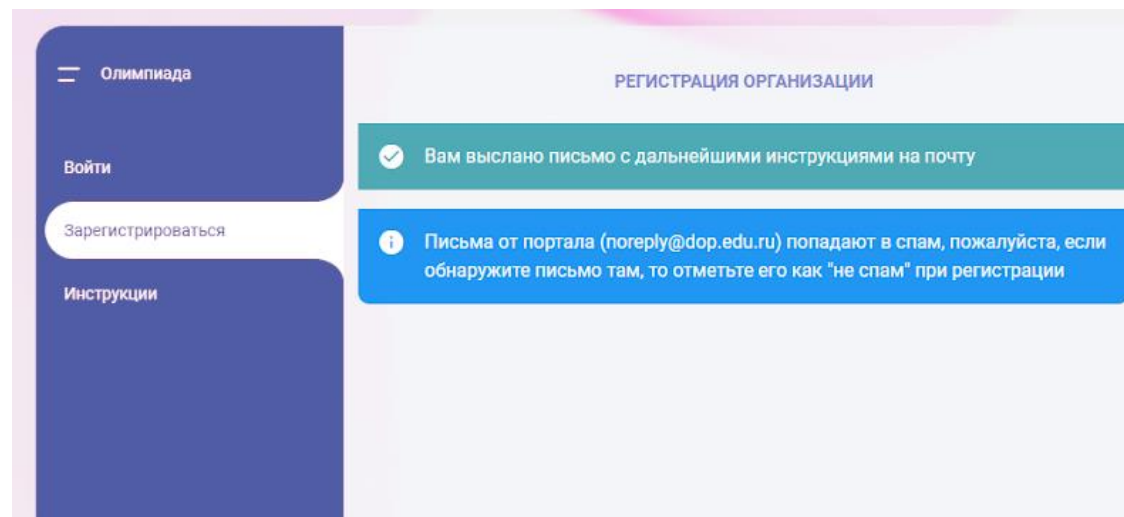 Олимпиада
Войти
Зарегистрироваться
Инструкции
РЕГИСТРАЦИЯ ОРГАНИЗАЦИИ
Вам выслано письмо с дальнейшими инструкциями на почту
Письма от портала (noreply@dop.edu.ru) попадают в спам, пожалуйста, если
обнаружите письмо там, то отметьте его как "не спам" при регистрации